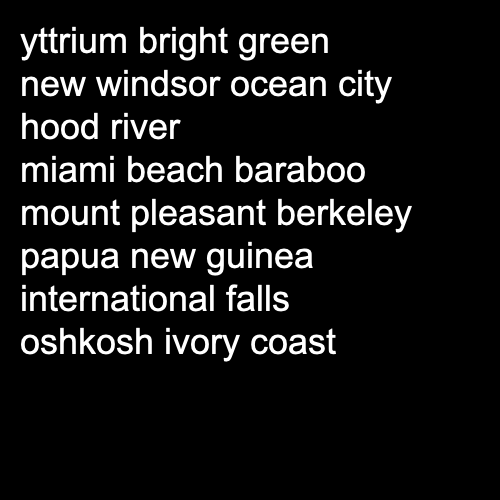 yttrium bright green
new windsor ocean city
hood river
miami beach baraboo
mount pleasant berkeley
papua new guinea
international falls
oshkosh ivory coast